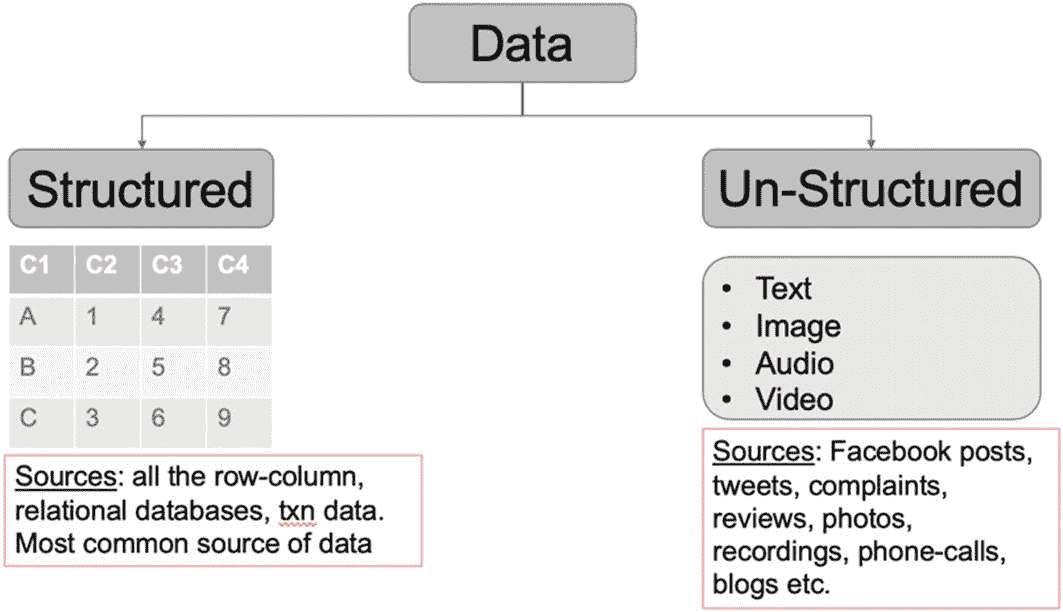 Data
Structured
Un-Structured
C1 C2 C3 C4
A 1 4 7
B 2 5 8
C 3 6 9
Sources: all the row-column,
relational databases, txn data.
Most common source of data
• Text
• Image
• Audio
• Video
Sources: Facebook posts,
tweets, complaints,
reviews, photos,
recordings, phone-calls,
blogs etc.